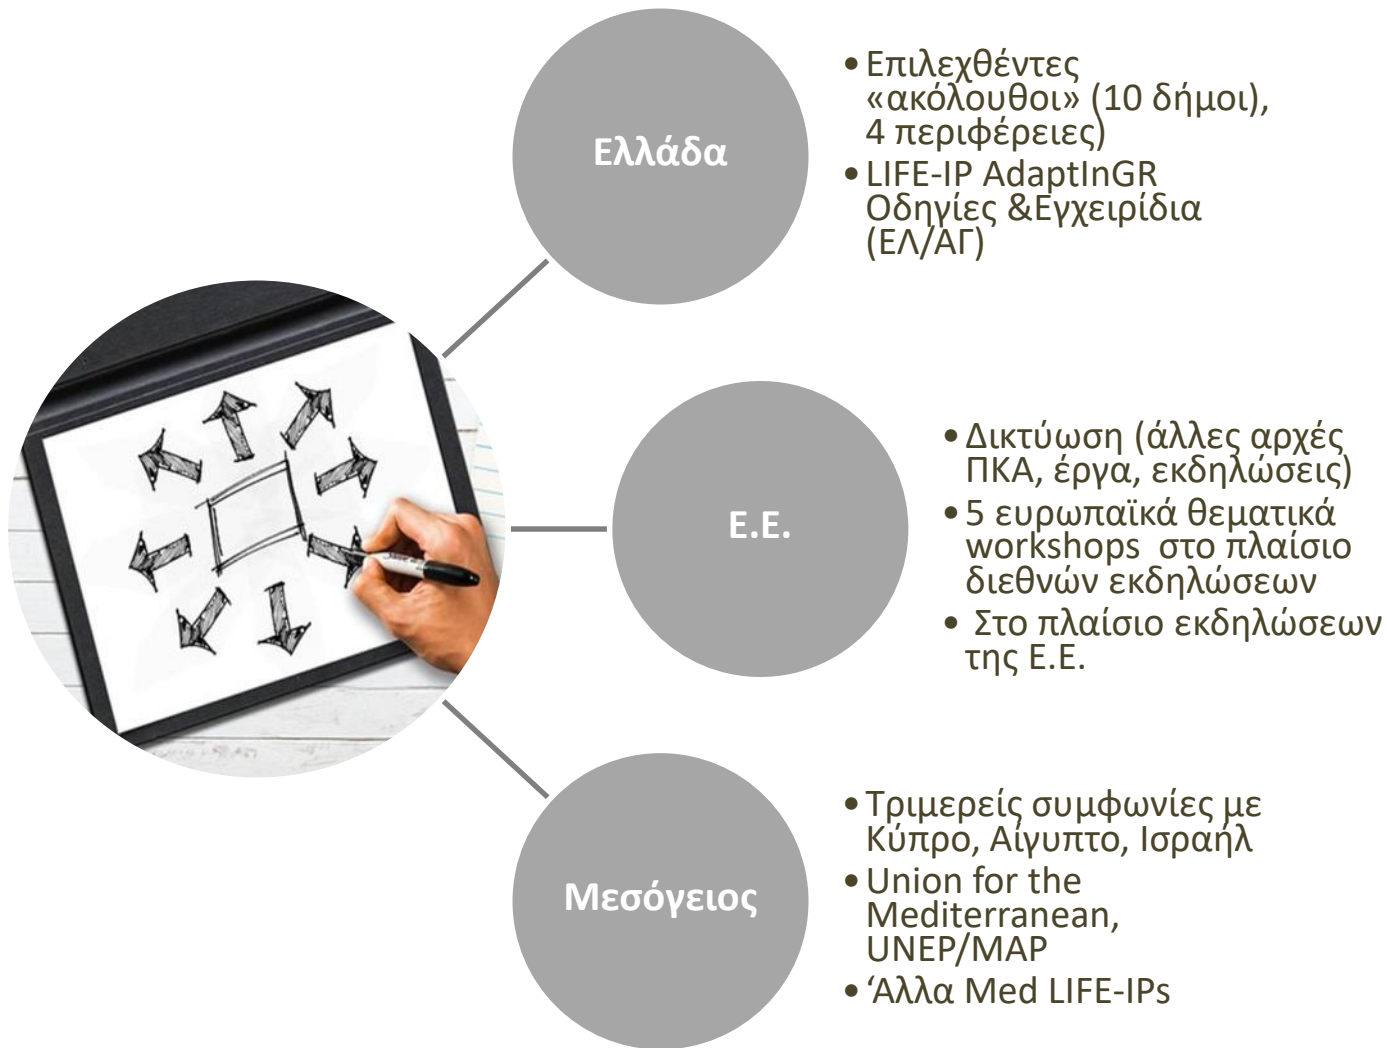 Ελλάδα
• Επιλεχθέντες
«ακόλουθοι» (10 δήμοι),
4 περιφέρειες)
• LIFE-IP AdaptInGR
Οδηγίες &Εγχειρίδια
(ΕΛ/ΑΓ)
Ε.Ε.
• Δικτύωση (άλλες αρχές
ΠΚΑ, έργα, εκδηλώσεις)
• 5 ευρωπαϊκά θεματικά
workshops στο πλαίσιο
διεθνών εκδηλώσεων
• Στο πλαίσιο εκδηλώσεων
της Ε.Ε.
Μεσόγειος
• Τριμερείς συμφωνίες με
Κύπρο, Αίγυπτο, Ισραήλ
• Union for the
Mediterranean,
UNEP/MAP
• ‘Αλλα Med LIFE-IPs